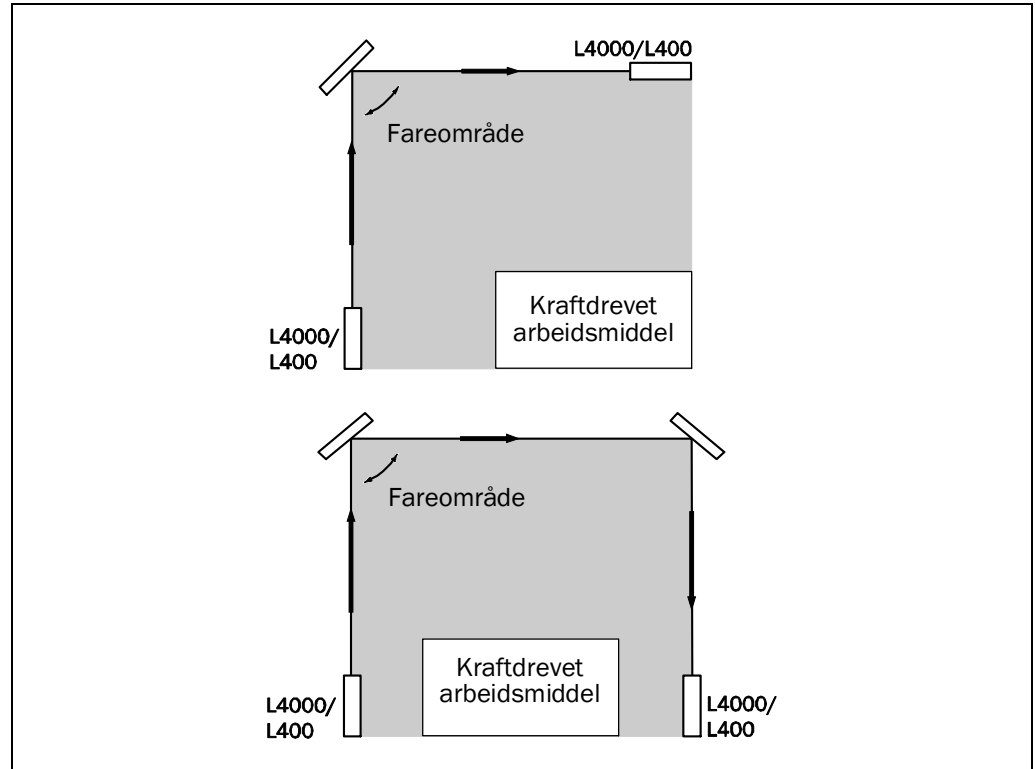 L4000/L400
Fareområde
Kraftdrevet
arbeidsmiddel
L4000/
L400
Fareområde
Kraftdrevet
arbeidsmiddel
L4000/
L400
L4000/
L400